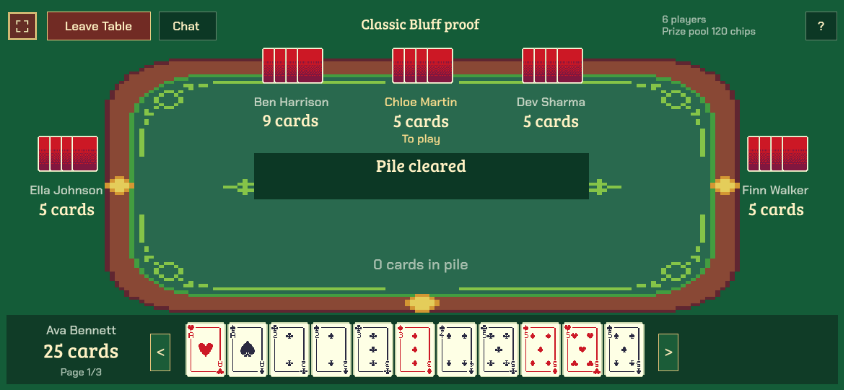 Leave Table
Chat
Classic Bluff proof
6 players
Prize pool 120 chips
?
Ben Harrison
9 cards
Chloe Martin
5 cards
To play
Dev Sharma
5 cards
Ella Johnson
5 cards
Finn Walker
5 cards
Pile cleared
0 cards in pile
Ava Bennett
25 cards
Page 1/3
<
>